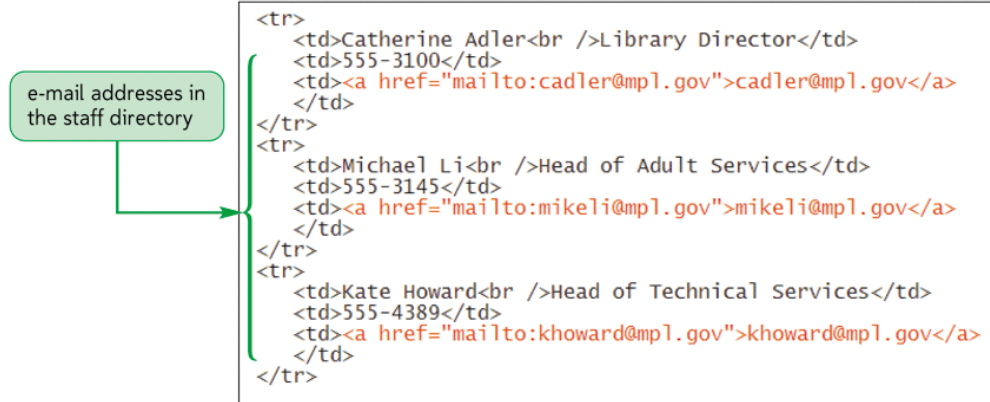 e-mail addresses in
the staff directory
<tr>
<td>Catherine Adler<br />Library Director</td>
<td>555-3100</td>
<td><a href="mailto:cadler@mpl.gov">cadler@mpl.gov</a>
</td>
</tr>
<tr>
<td>Michael Li<br />Head of Adult Services</td>
<td>555-3145</td>
<td><a href="mailto:mikeli@mpl.gov">mikeli@mpl.gov</a>
</td>
</tr>
<tr>
<td>Kate Howard<br />Head of Technical Services</td>
<td>555-4389</td>
<td><a href="mailto:khoward@mpl.gov">khoward@mpl.gov</a>
</td>
</tr>